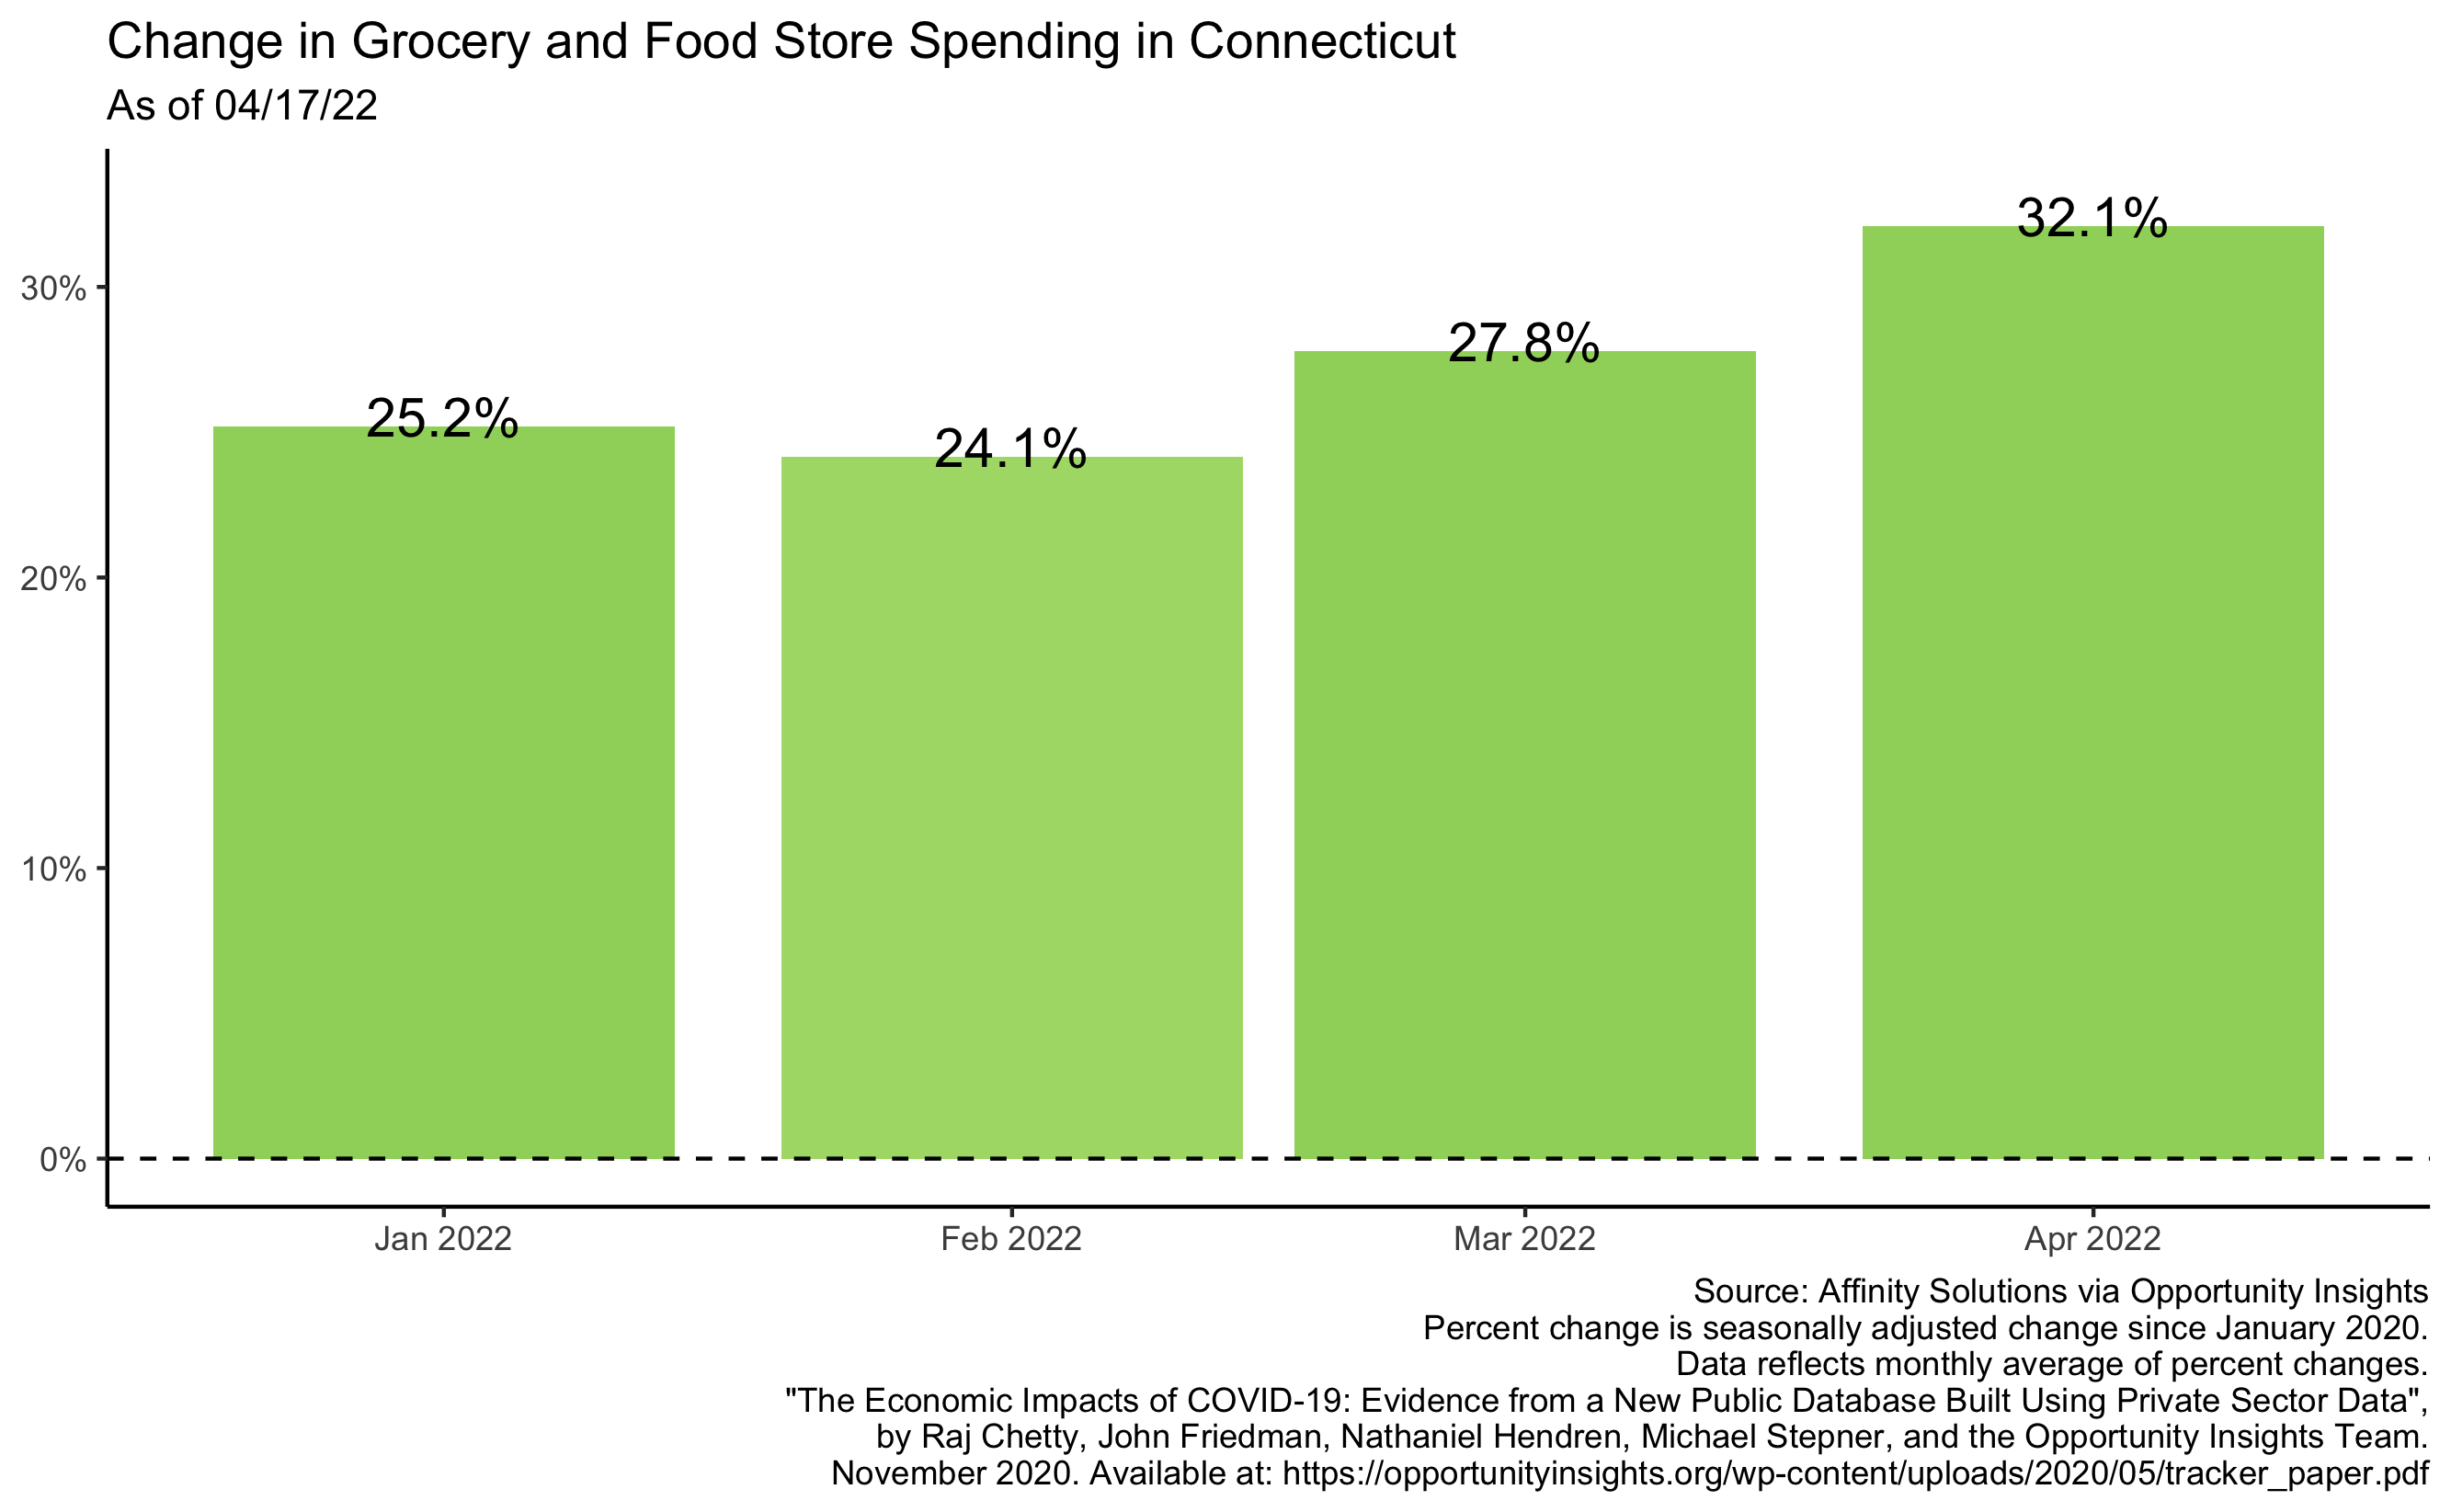 Change in Grocery and Food Store Spending in Connecticut
As of 04/17/22
32.1%
30%
27.8%
25.2%
24.1%
20%
10%
0%
Jan 2022 Feb 2022 Mar 2022 Apr 2022
Source: Affinity Solutions via Opportunity Insights
Percent change is seasonally adjusted change since January 2020.
Data reflects monthly average of percent changes.
"The Economic Impacts of COVID-19: Evidence from a New Public Database Built Using Private Sector Data",
by Raj Chetty, John Friedman, Nathaniel Hendren, Michael Stepner, and the Opportunity Insights Team.
November 2020. Available at: https://opportunityinsights.org/wp-content/uploads/2020/05/tracker_paper.pdf